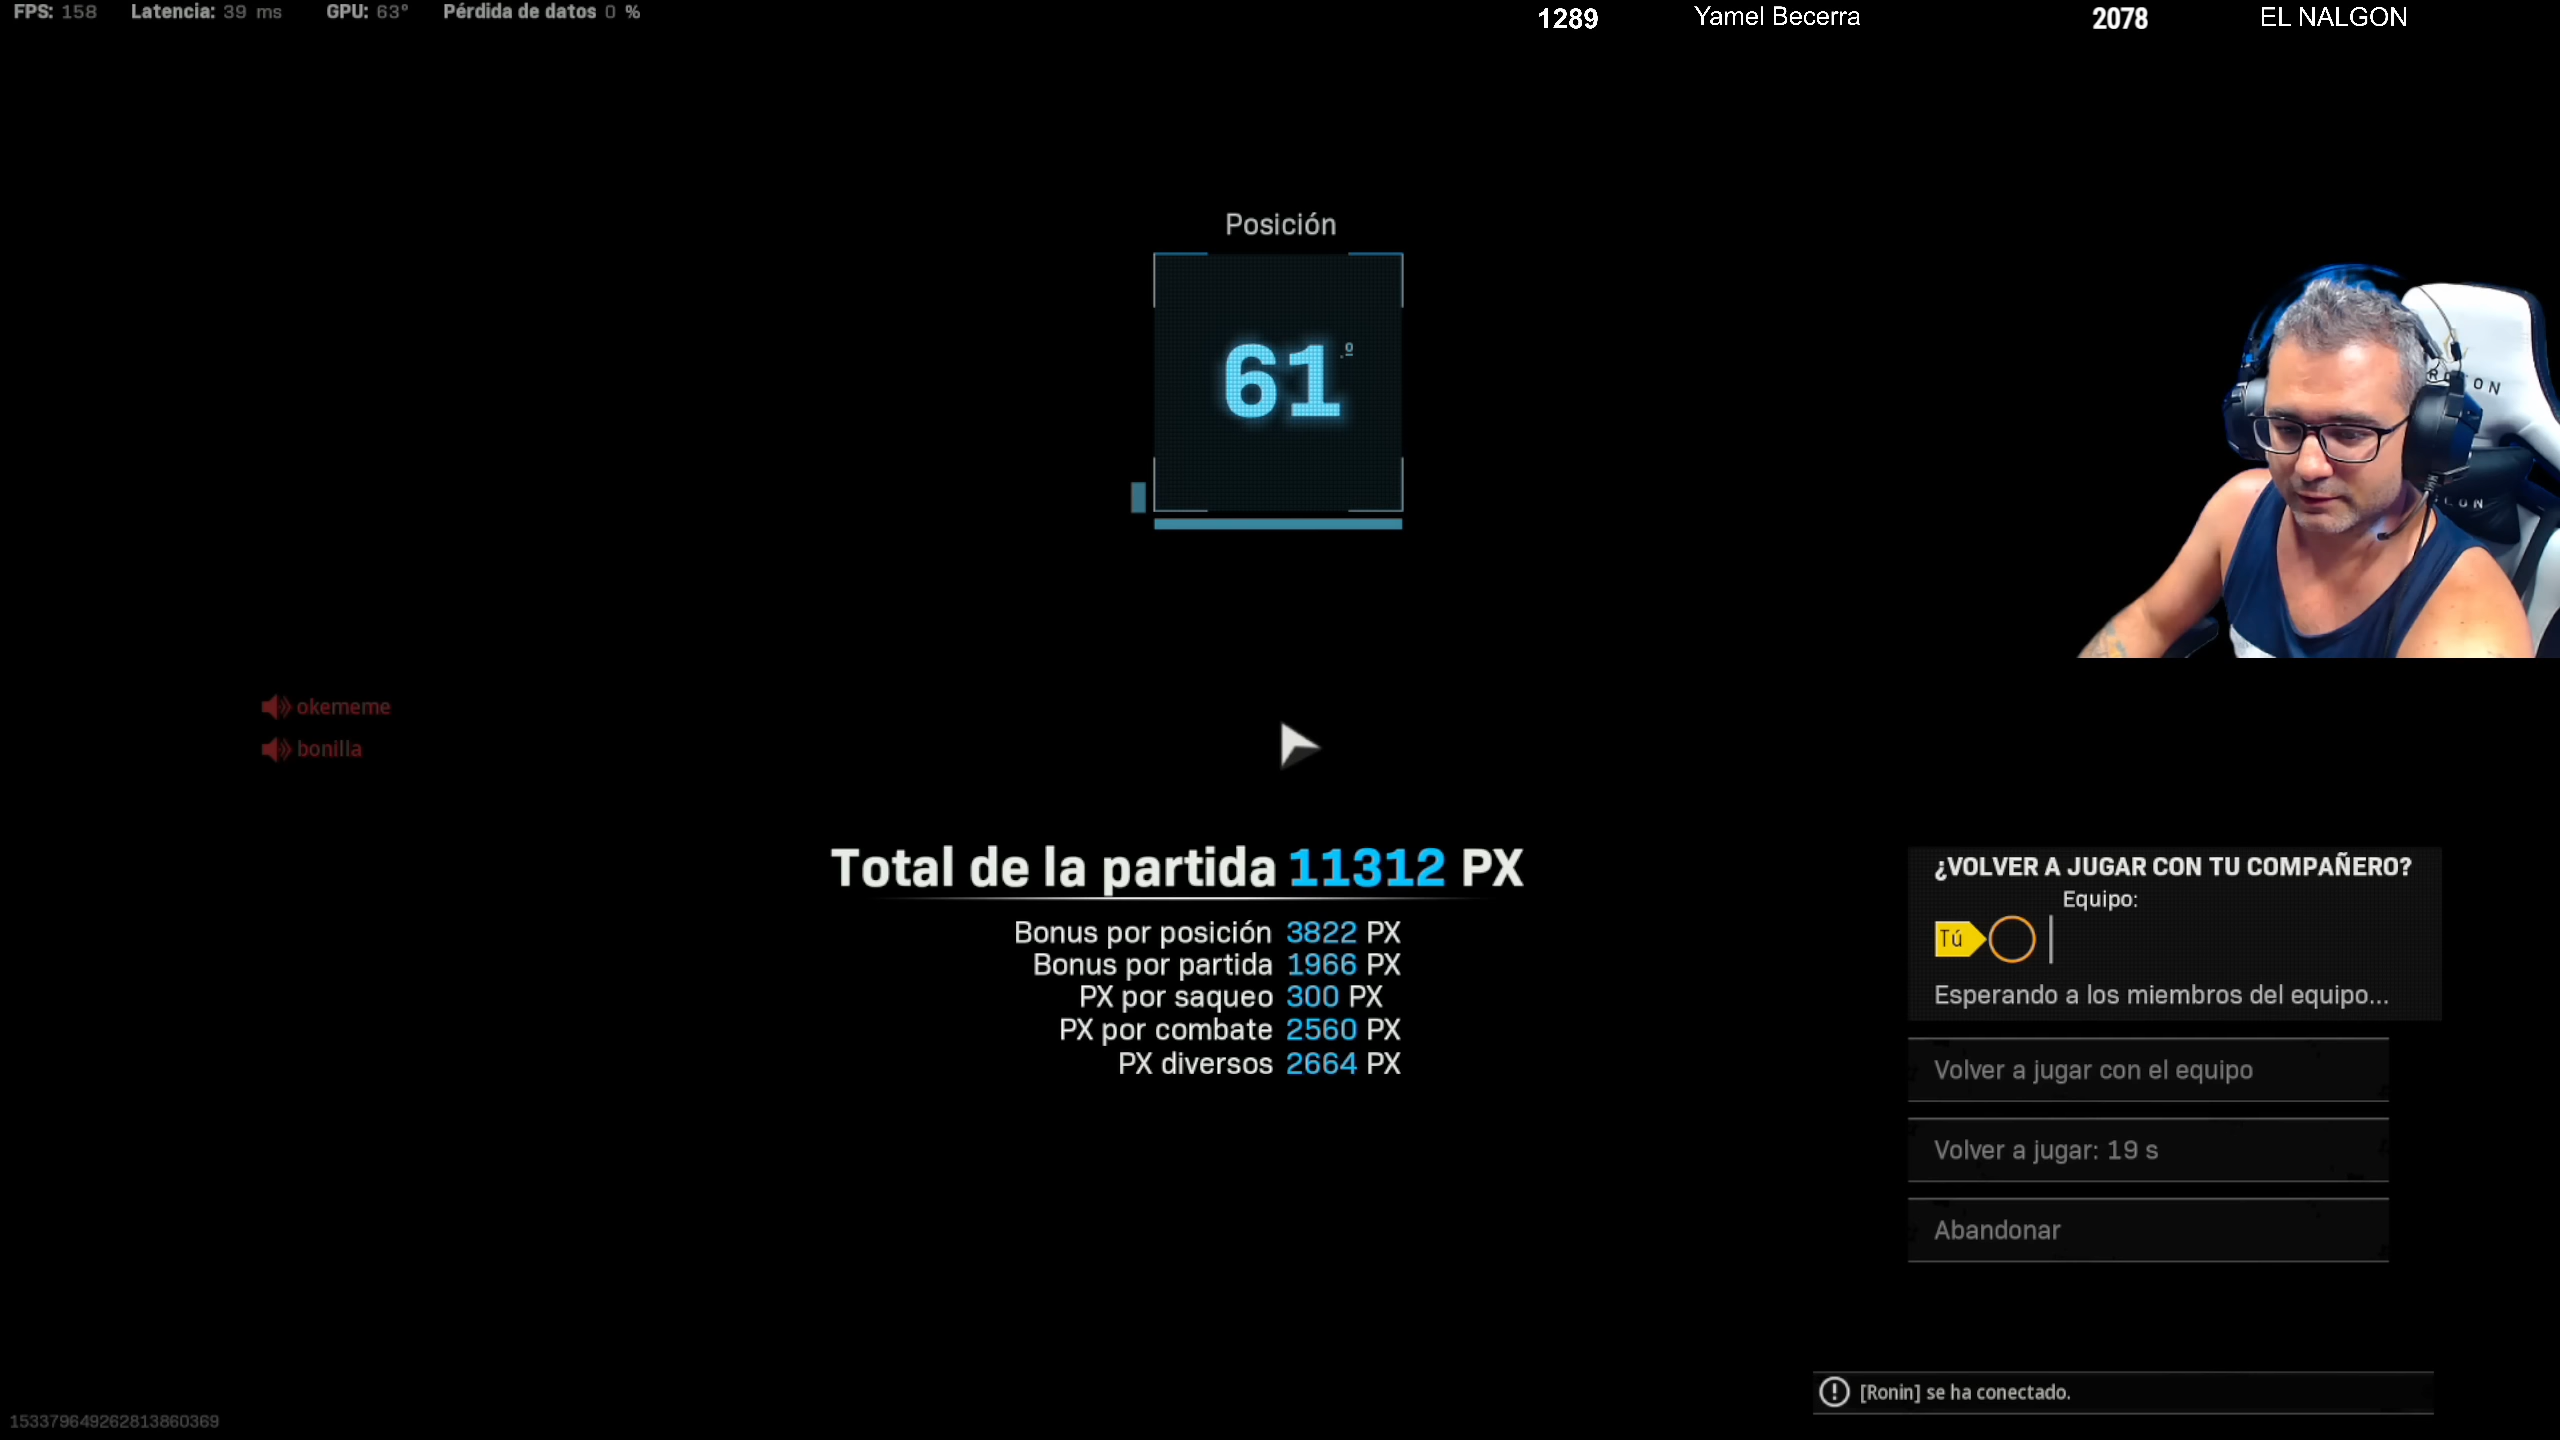 FPS: 158 Latencia: 39 ms GPU: 63° Pérdida de datos 0 %
1289 Yamel Becerra 2078 EL NALGON
Posición
61.º
okememe
bonilla
Total de la partida 11312 PX
Bonus por posición 3822 PX
Bonus por partida 1966 PX
PX por saqueo 300 PX
PX por combate 2560 PX
PX diversos 2664 PX
¿VOLVER A JUGAR CON TU COMPAÑERO?
Equipo:
Tú
Esperando a los miembros del equipo...
Volver a jugar con el equipo
Volver a jugar: 19 s
Abandonar
[Ronin] se ha conectado.
15337964926281386​0369